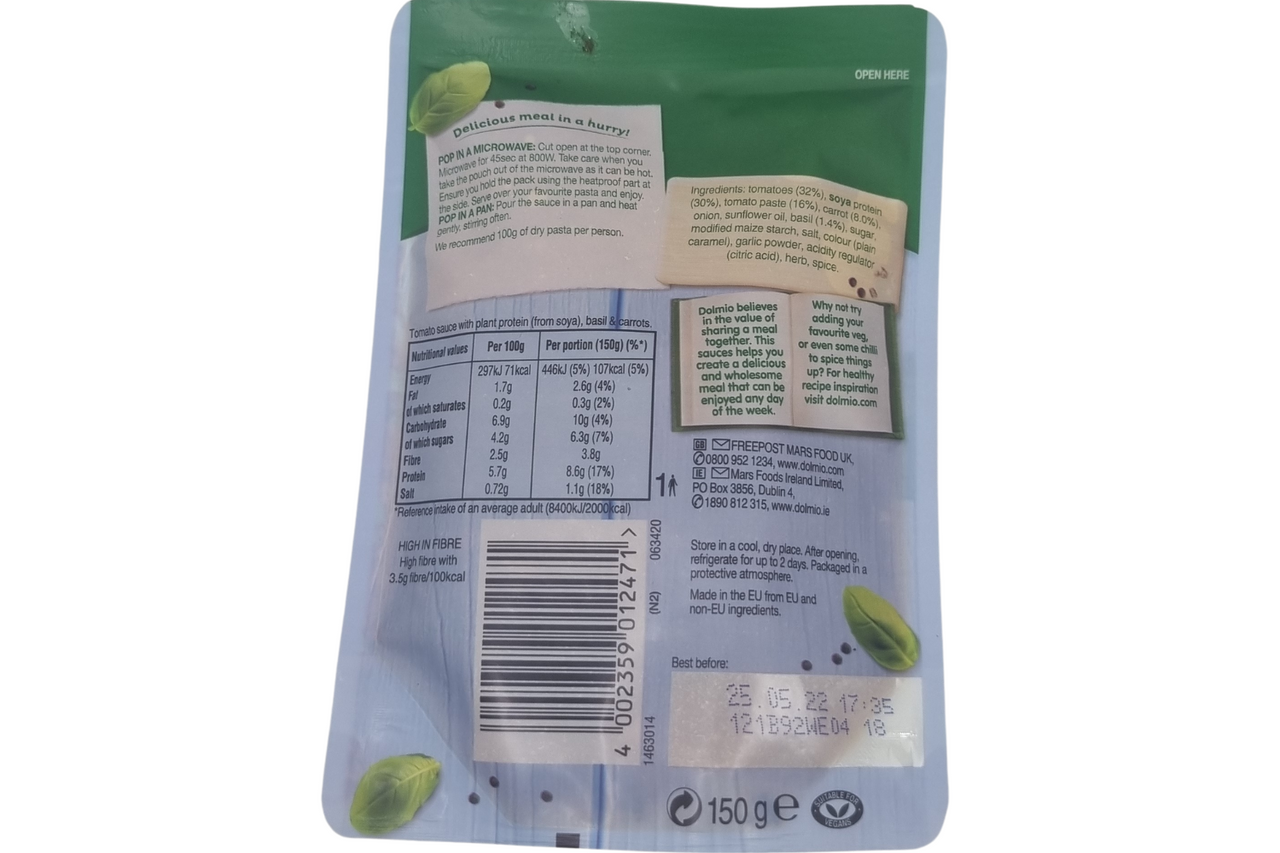 OPEN HERE
Delicious meal in a hurry!
POP IN A MICROWAVE: Cut open at the top corner.
Microwave for 45sec at 800W. Take care when you
take the pouch out of the microwave as it can be hot.
Ensure you hold the pack using the heatproof part at
the side. Serve over your favourite pasta and enjoy.
POP IN A PAN: Pour the sauce in a pan and heat
gently, stirring often.
We recommend 100g of dry pasta per person.
Ingredients: tomatoes (32%), soya protein
(30%), tomato paste (16%), carrot (8.0%),
onion, sunflower oil, basil (1.4%), sugar,
modified maize starch, salt, colour (plain
caramel), garlic powder, acidity regulator
(citric acid), herb, spice.
Dolmio believes
in the value of
sharing a meal
together. This
sauces helps you
create a delicious
and wholesome
meal that can be
enjoyed any day
of the week.
Why not try
adding your
favourite veg,
or even some chilli
to spice things
up? For healthy
recipe inspiration
visit dolmio.com
Tomato sauce with plant protein (from soya), basil & carrots.
Nutritional values Per 100g Per portion (150g) (%*)
Energy 297kJ 71kcal 446kJ (5%) 107kcal (5%)
Fat 1.7g 2.6g (4%)
of which saturates 0.2g 0.3g (2%)
Carbohydrate 6.9g 10g (4%)
of which sugars 4.2g 6.3g (7%)
Fibre 2.5g 3.8g
Protein 5.7g 8.6g (17%)
Salt 0.72g 1.1g (18%)
*Reference intake of an average adult (8400kJ/2000kcal)
1
GB FREEPOST MARS FOOD UK,
0800 952 1234, www.dolmio.com
IE Mars Foods Ireland Limited,
PO Box 3856, Dublin 4,
1890 812 315, www.dolmio.ie
HIGH IN FIBRE
High fibre with
3.5g fibre/100kcal
4 002359 012471 >
063420
(N2)
1463014
Store in a cool, dry place. After opening,
refrigerate for up to 2 days. Packaged in a
protective atmosphere.
Made in the EU from EU and
non-EU ingredients.
Best before:
25.05.22 17:35
121B92WE04 18
150 g e
SUITABLE FOR
VEGANS